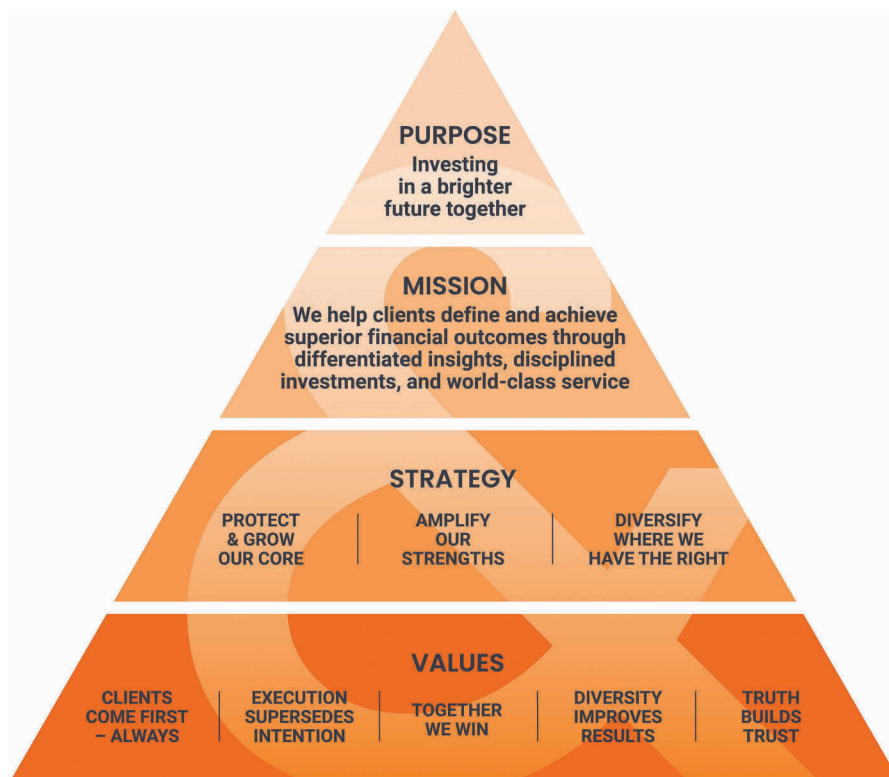 PURPOSE
Investing
in a brighter
future together
MISSION
We help clients define and achieve
superior financial outcomes through
differentiated insights, disciplined
investments, and world-class service
STRATEGY
PROTECT
& GROW
OUR CORE
AMPLIFY
OUR
STRENGTHS
DIVERSIFY
WHERE WE
HAVE THE RIGHT
VALUES
CLIENTS
COME FIRST
– ALWAYS
EXECUTION
SUPERSEDES
INTENTION
TOGETHER
WE WIN
DIVERSITY
IMPROVES
RESULTS
TRUTH
BUILDS
TRUST